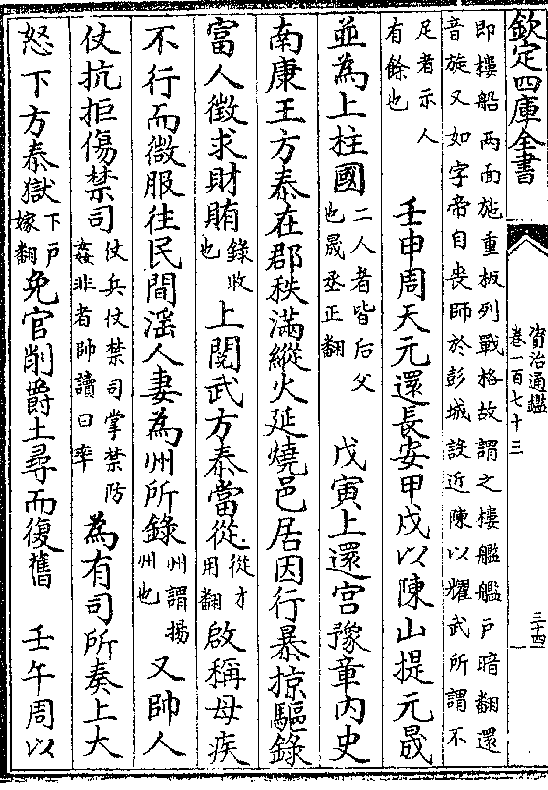 欽定四庫全書
資治通鑑
卷一百七十三
三十四
即樓船两面施重板列戰格故謂之樓艦艦戶暗翻還
音旋又如字帝自喪師於彭城設近陳以耀武所謂不
足者示人
有餘也
壬申周天元還長安甲戌以陳山提元晟
並為上柱國
二人者皆后父
也晟丞正翻
戊寅上還宫豫章内史
南康王方泰在郡秩滿縱火延燒邑居因行暴掠驅錄
富人徵求財賄
錄收
也
上閲武方泰當從
從才
用翻
啟稱母疾
不行而微服往民間淫人妻為州所錄
州謂揚
州也
又帥人
仗抗拒傷禁司
仗兵仗禁司掌禁防
姦非者帥讀曰率
為有司所奏上大
怒下方泰獄
下戸
嫁翻
免官削爵土尋而復舊
壬午周以